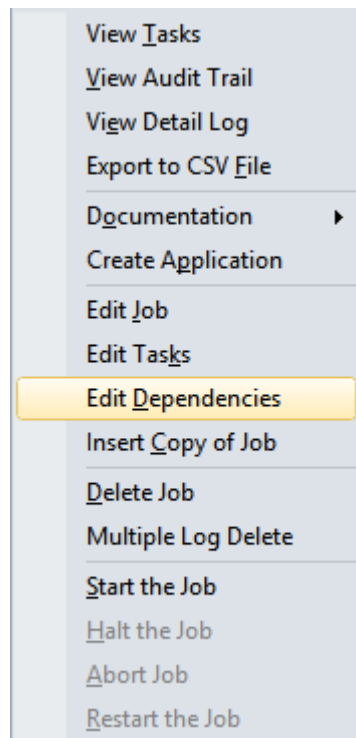 View Tasks
View Audit Trail
View Detail Log
Export to CSV File
Documentation
Create Application
Edit Job
Edit Tasks
Edit Dependencies
Insert Copy of Job
Delete Job
Multiple Log Delete
Start the Job
Halt the Job
Abort Job
Restart the Job